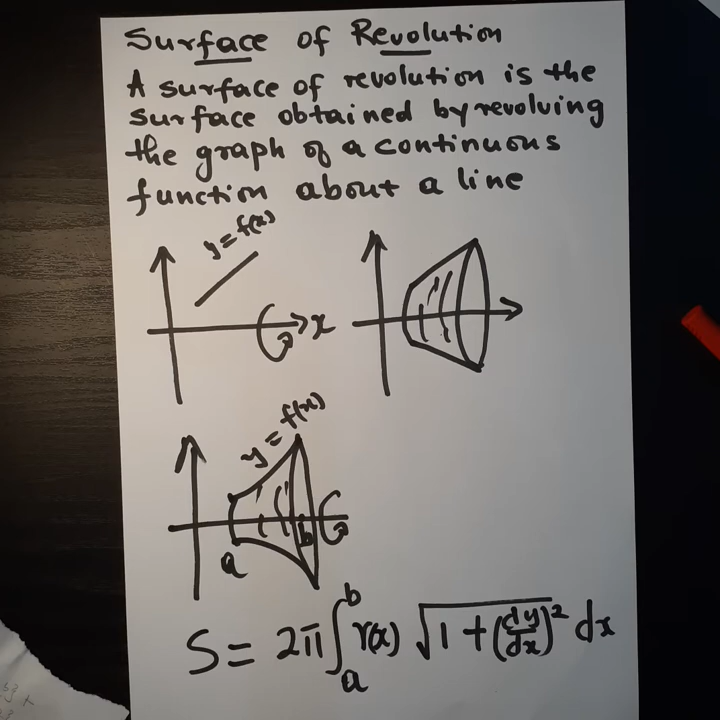 Surface of Revolution
A surface of revolution is the
surface obtained by revolving
the graph of a continuous
function about a line
y = f(x)
x
y = f(x)
a
b
S = 2π∫_a^b r(x) √(1 + (dy/dx)²) dx